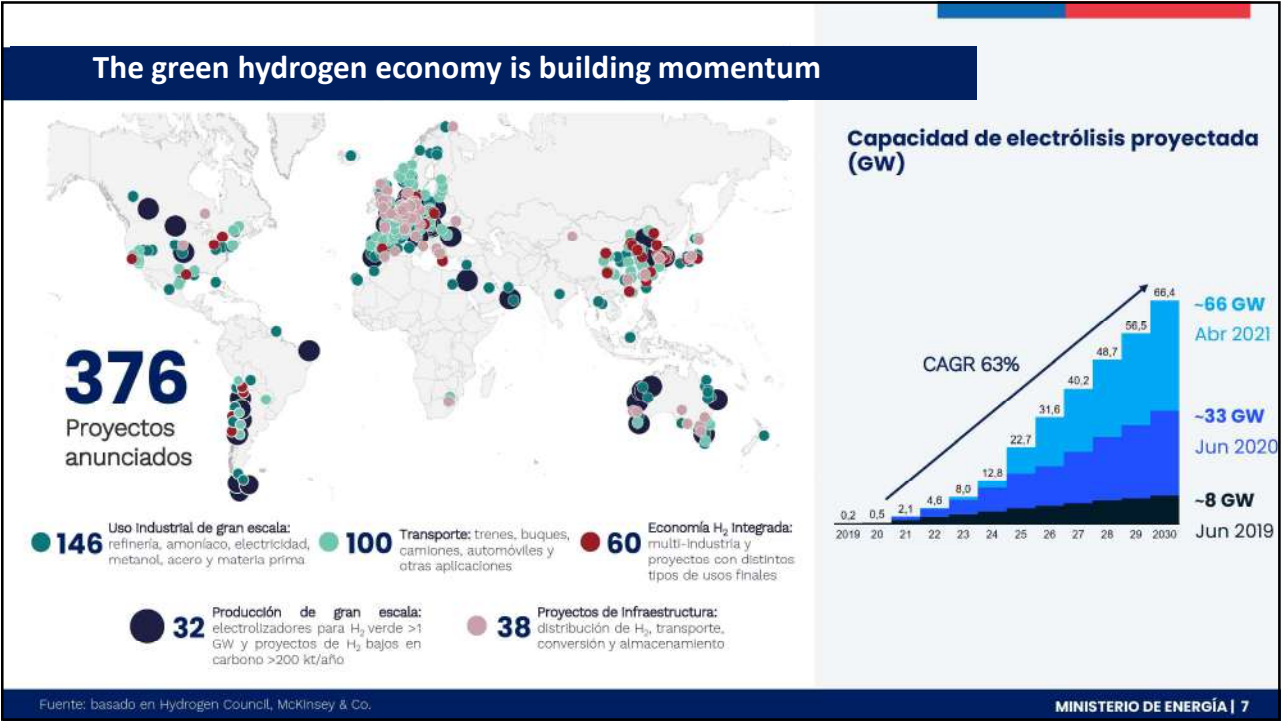 The green hydrogen economy is building momentum
376
Proyectos
anunciados
146
Uso Industrial de gran escala:
refinería, amoníaco, electricidad,
metanol, acero y materia prima
100
Transporte: trenes, buques,
camiones, automóviles y
otras aplicaciones
60
Economía H₂ Integrada:
multi-industria y
proyectos con distintos
tipos de usos finales
32
Producción de gran escala:
electrolizadores para H₂ verde >1
GW y proyectos de H₂ bajos en
carbono >200 kt/año
38
Proyectos de Infraestructura:
distribución de H₂, transporte,
conversión y almacenamiento
Capacidad de electrólisis proyectada
(GW)
CAGR 63%
0,2 0,5 2,1 4,6 8,0 12,8 22,7 31,6 40,2 48,7 56,5 66,4
2019 20 21 22 23 24 25 26 27 28 29 2030
~66 GW
Abr 2021
~33 GW
Jun 2020
~8 GW
Jun 2019
Fuente: basado en Hydrogen Council, McKinsey & Co.
MINISTERIO DE ENERGÍA | 7